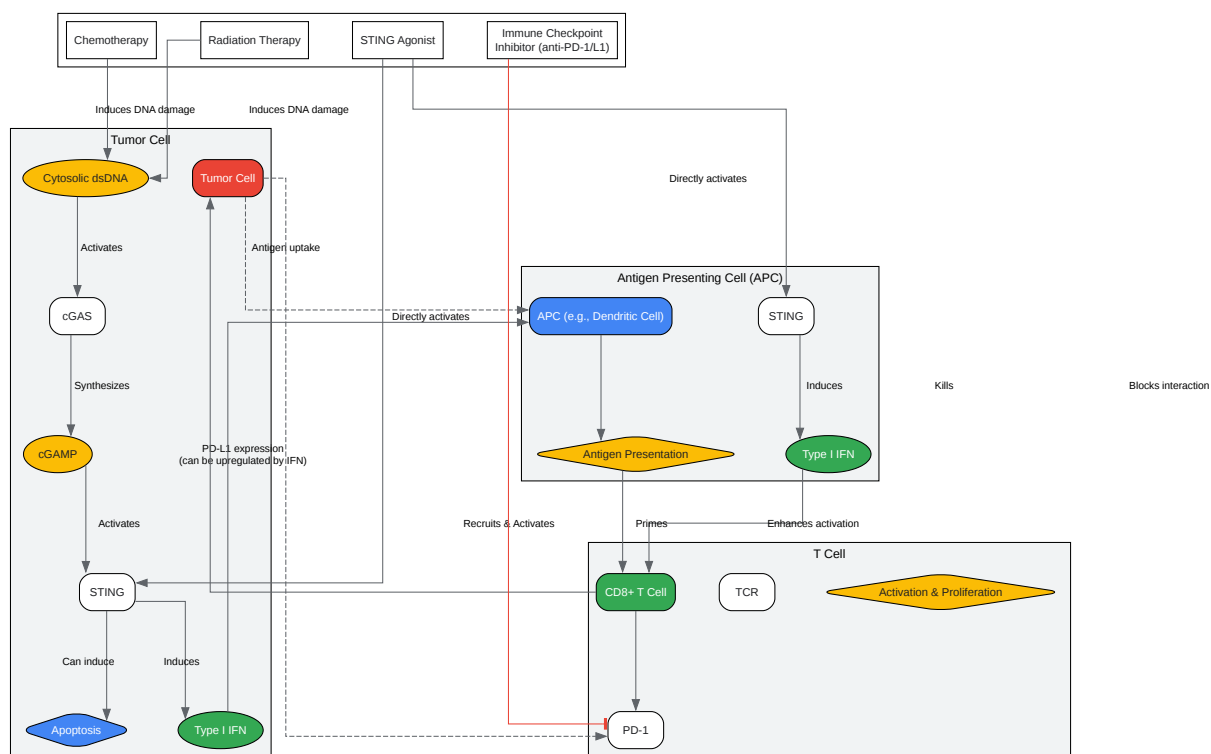 Chemotherapy
Radiation Therapy
STING Agonist
Immune Checkpoint
Inhibitor (anti-PD-1/L1)
Induces DNA damage
Induces DNA damage
Tumor Cell
Cytosolic dsDNA
Tumor Cell
Directly activates
Activates
Antigen uptake
Antigen Presenting Cell (APC)
cGAS
Directly activates
APC (e.g., Dendritic Cell)
STING
Synthesizes
Induces
Kills
Blocks interaction
cGAMP
PD-L1 expression
(can be upregulated by IFN)
Antigen Presentation
Type I IFN
Activates
Recruits & Activates
Primes
Enhances activation
T Cell
STING
CD8+ T Cell
TCR
Activation & Proliferation
Can induce
Induces
Apoptosis
Type I IFN
PD-1